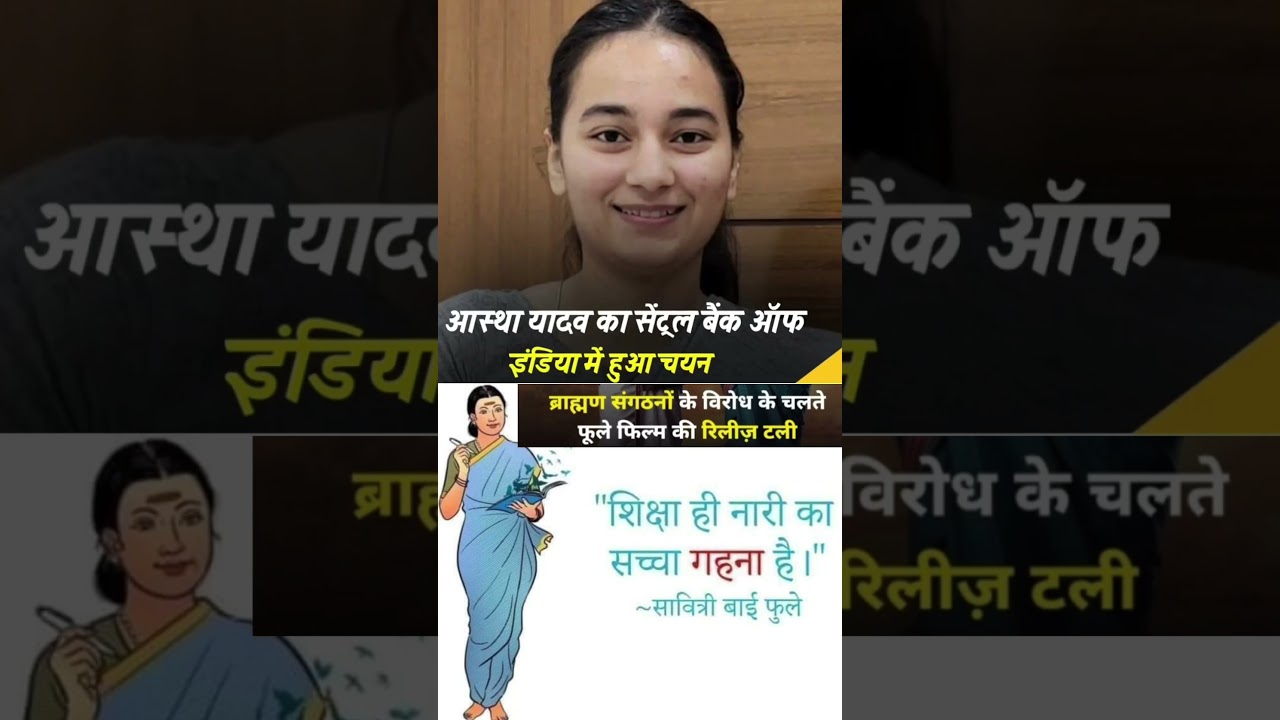 आस्था यादव का सेंट्रल बैंक ऑफ
इंडिया में हुआ चयन
ब्राह्मण संगठनों के विरोध के चलते
फूले फिल्म की रिलीज़ टली
"शिक्षा ही नारी का
सच्चा गहना है।"
~सावित्री बाई फुले